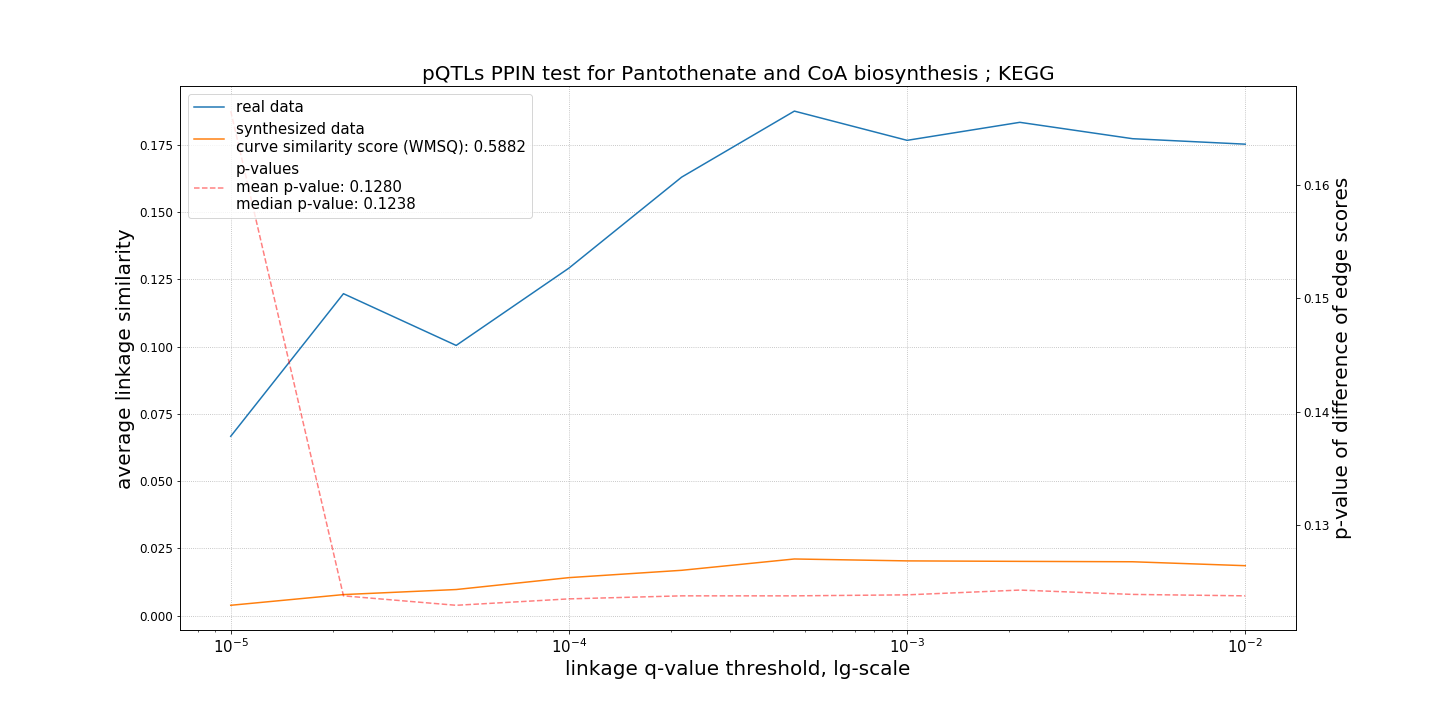 pQTLs PPIN test for Pantothenate and CoA biosynthesis ; KEGG
real data
synthesized data
curve similarity score (WMSQ): 0.5882
p-values
mean p-value: 0.1280
median p-value: 0.1238
average linkage similarity
0.175
0.150
0.125
0.100
0.075
0.050
0.025
0.000
0.16
0.15
0.14
0.13
p-value of difference of edge scores
10⁻⁵
10⁻⁴
10⁻³
10⁻²
linkage q-value threshold, lg-scale